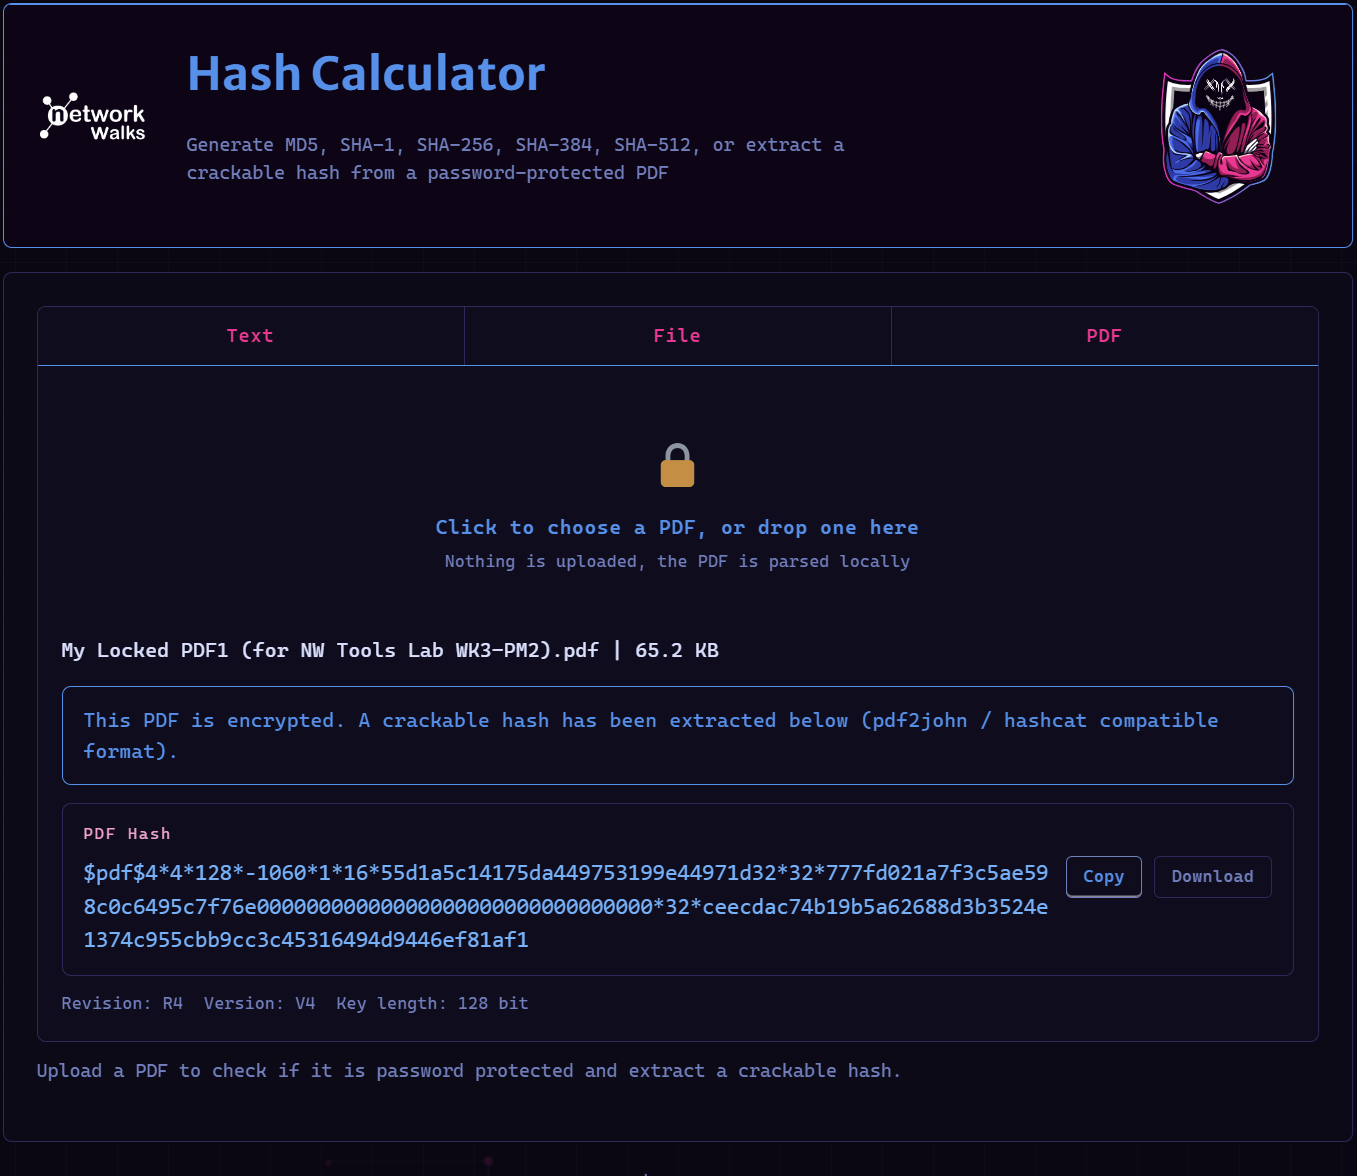 network
Walks
Hash Calculator
Generate MD5, SHA-1, SHA-256, SHA-384, SHA-512, or extract a
crackable hash from a password-protected PDF
Text
File
PDF
Click to choose a PDF, or drop one here
Nothing is uploaded, the PDF is parsed locally
My Locked PDF1 (for NW Tools Lab WK3-PM2).pdf | 65.2 KB
This PDF is encrypted. A crackable hash has been extracted below (pdf2john / hashcat compatible
format).
PDF Hash
$pdf$4*4*128*-1060*1*16*55d1a5c14175da449753199e44971d32*32*777fd021a7f3c5ae59
8c0c6495c7f76e00000000000000000000000000000000*32*ceecdac74b19b5a62688d3b3524e
1374c955cbb9cc3c45316494d9446ef81af1
Copy
Download
Revision: R4 Version: V4 Key length: 128 bit
Upload a PDF to check if it is password protected and extract a crackable hash.